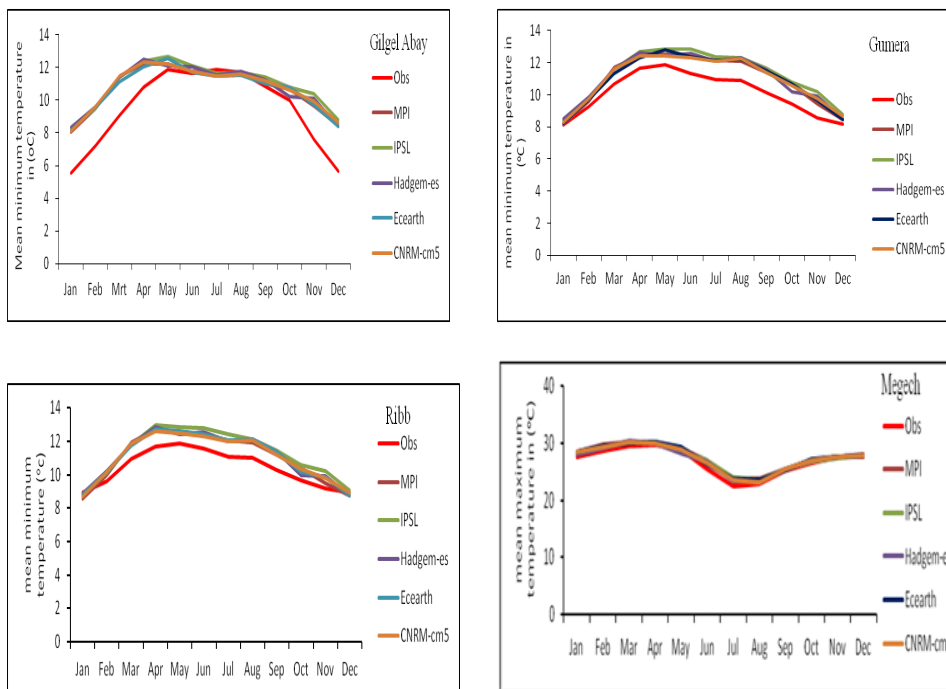 Gilgel Abay
Mean minimum temperature
in (oC)
14
12
10
8
6
4
2
0
Jan Feb Mrt Apr May Jun Jul Aug Sep Oct Nov Dec
Obs
MPI
IPSL
Hadgem-es
Ecearth
CNRM-cm5
Gumera
mean minimum temperature in
(°C)
14
12
10
8
6
4
2
0
Jan Feb Mar Apr May Jun Jul Aug Sep Oct Nov Dec
Obs
MPI
IPSL
Hadgem-es
Ecearth
CNRM-cm5
Ribb
mean minimum
temperature (°c)
14
12
10
8
6
4
2
0
Jan Feb Mar Apr May Jun Jul Aug Sep Oct Nov Dec
Obs
MPI
IPSL
Hadgem-es
Ecearth
CNRM-cm5
Megech
mean maximum
temperature in (°C)
40
30
20
10
0
Jan Feb Mar Apr May Jun Jul Aug Sep Oct Nov Dec
Obs
MPI
IPSL
Hadgem-e
Ecearth
CNRM-cm